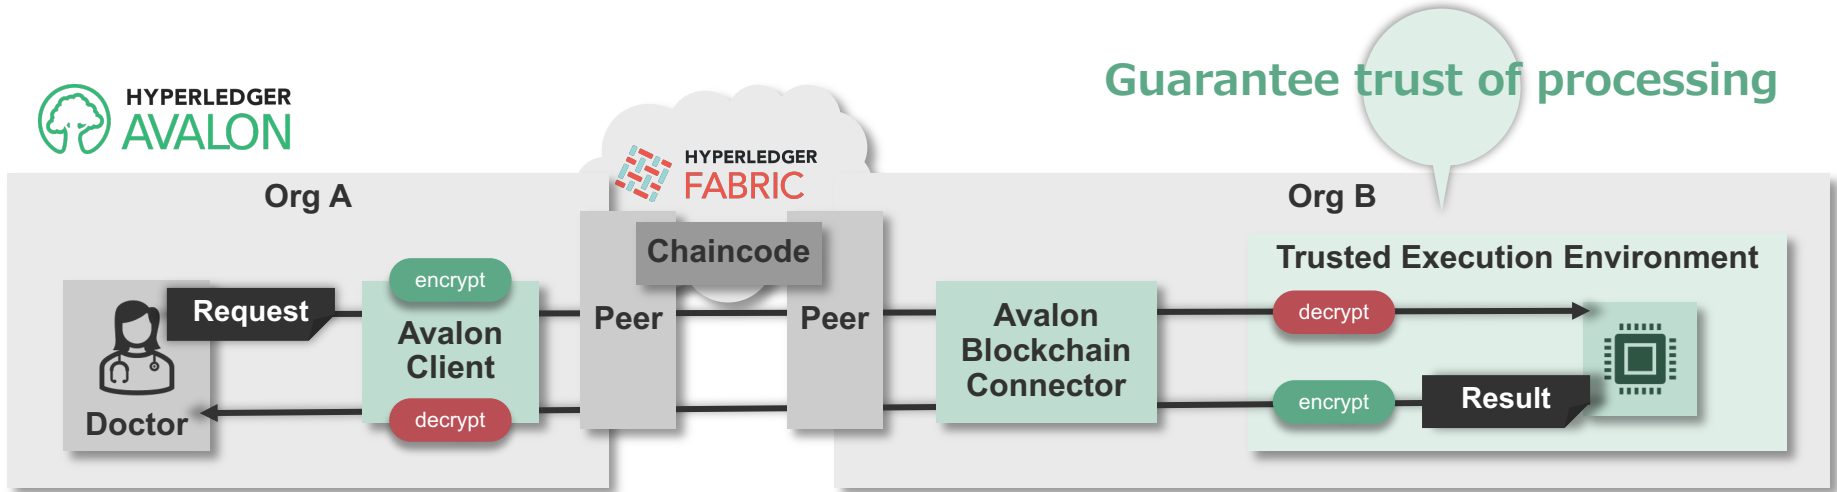 Guarantee trust of processing
HYPERLEDGER
AVALON
HYPERLEDGER
FABRIC
Org A
Org B
Chaincode
Trusted Execution Environment
encrypt
Request
Avalon
Client
Peer
Peer
Avalon
Blockchain
Connector
decrypt
Doctor
decrypt
encrypt
Result